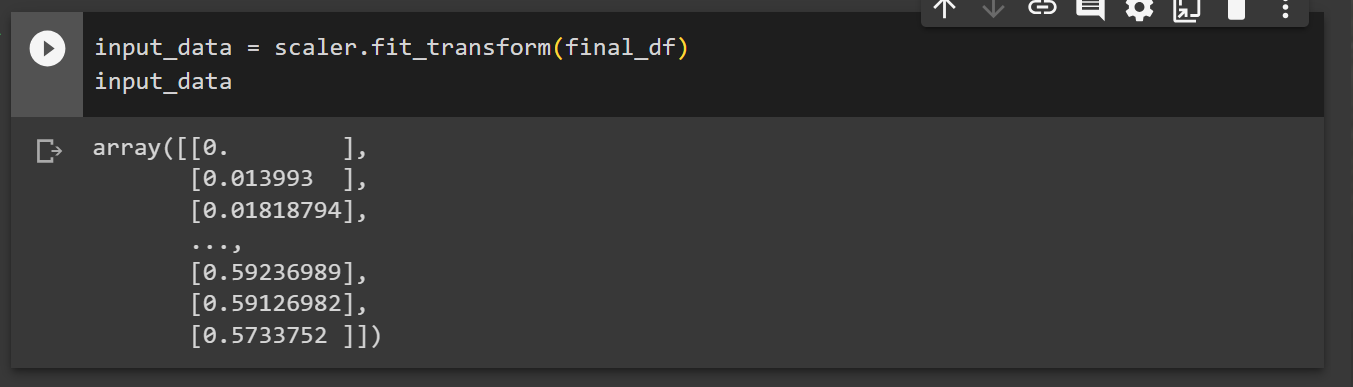 input_data = scaler.fit_transform(final_df)
input_data
array([[0.        ],
       [0.013993  ],
       [0.01818794],
       ...,
       [0.59236989],
       [0.59126982],
       [0.5733752 ]])